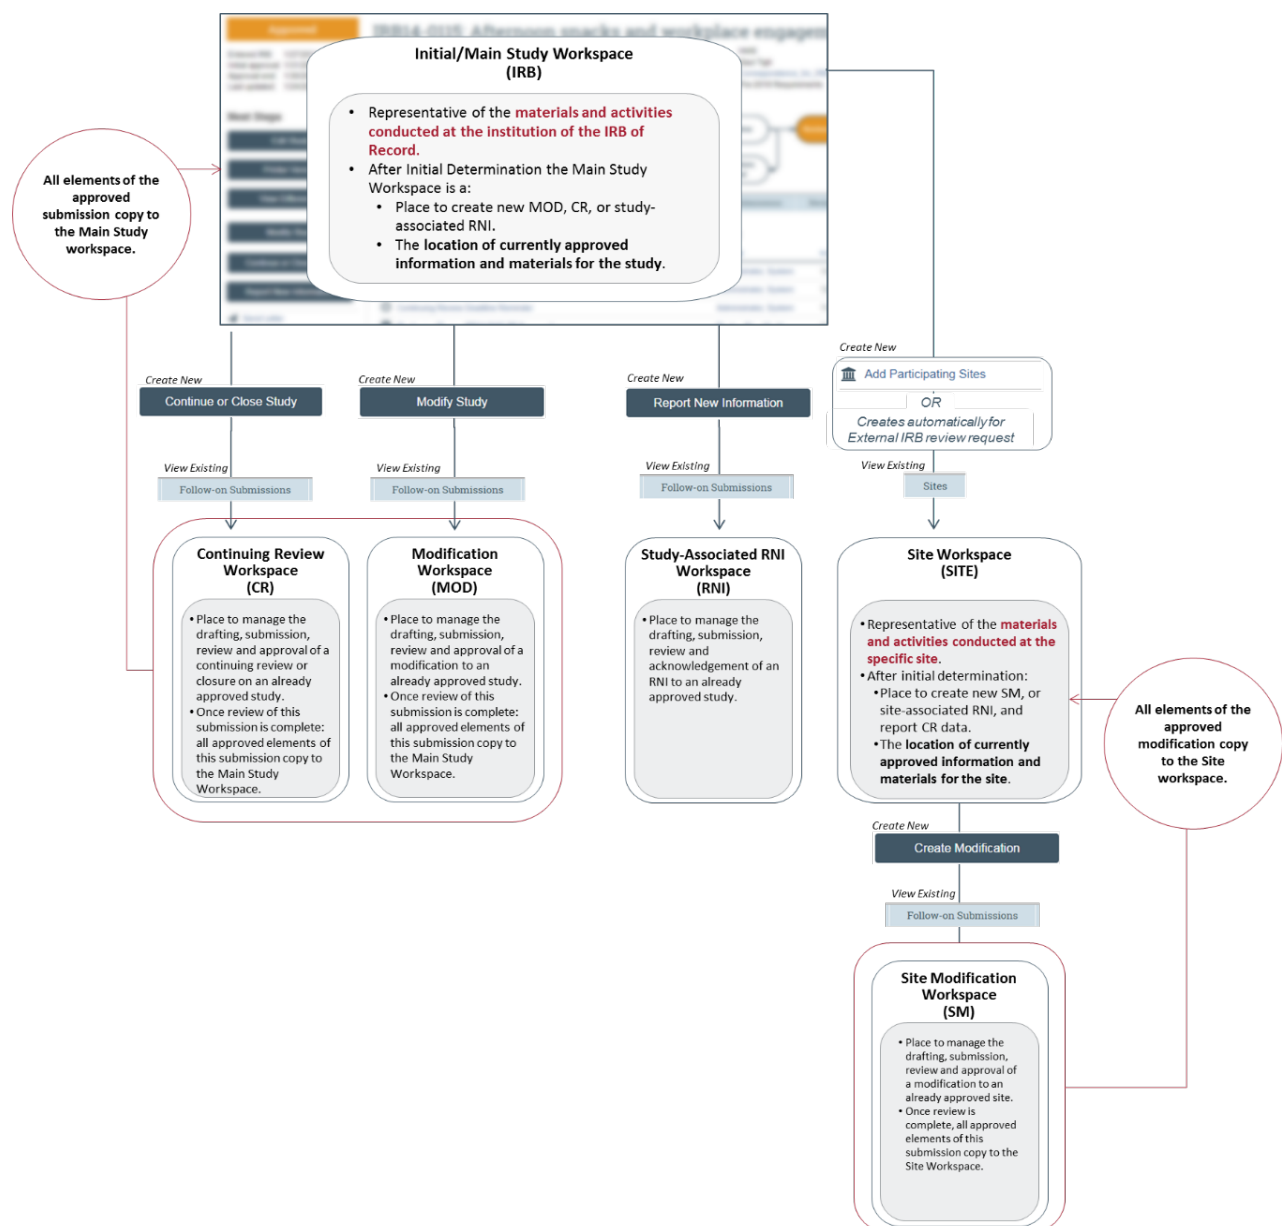 Approved
IRB14-0115: Afternoon snacks and workplace engagem
Initial/Main Study Workspace
(IRB)
• Representative of the materials and activities
conducted at the institution of the IRB of
Record.
• After Initial Determination the Main Study
Workspace is a:
• Place to create new MOD, CR, or study-
associated RNI.
• The location of currently approved
information and materials for the study.
Next Steps
All elements of the
approved
submission copy to
the Main Study
workspace.
Create New
Continue or Close Study
View Existing
Follow-on Submissions
Create New
Modify Study
View Existing
Follow-on Submissions
Create New
Report New Information
View Existing
Follow-on Submissions
Create New
Add Participating Sites
OR
Creates automatically for
External IRB review request
View Existing
Sites
Continuing Review
Workspace
(CR)
• Place to manage the
drafting, submission,
review and approval of a
continuing review or
closure on an already
approved study.
• Once review of this
submission is complete:
all approved elements of
this submission copy to
the Main Study
Workspace.
Modification
Workspace
(MOD)
• Place to manage the
drafting, submission,
review and approval of a
modification to an
already approved study.
• Once review of this
submission is complete:
all approved elements of
this submission copy to
the Main Study
Workspace.
Study-Associated RNI
Workspace
(RNI)
• Place to manage the
drafting, submission,
review and
acknowledgement of an
RNI to an already
approved study.
Site Workspace
(SITE)
• Representative of the materials
and activities conducted at the
specific site.
• After initial determination:
• Place to create new SM, or
site-associated RNI, and
report CR data.
• The location of currently
approved information and
materials for the site.
All elements of the
approved
modification copy
to the Site
workspace.
Create New
Create Modification
View Existing
Follow-on Submissions
Site Modification
Workspace
(SM)
• Place to manage the
drafting, submission,
review and approval of
a modification to an
already approved site.
• Once review is
complete, all approved
elements of this
submission copy to the
Site Workspace.